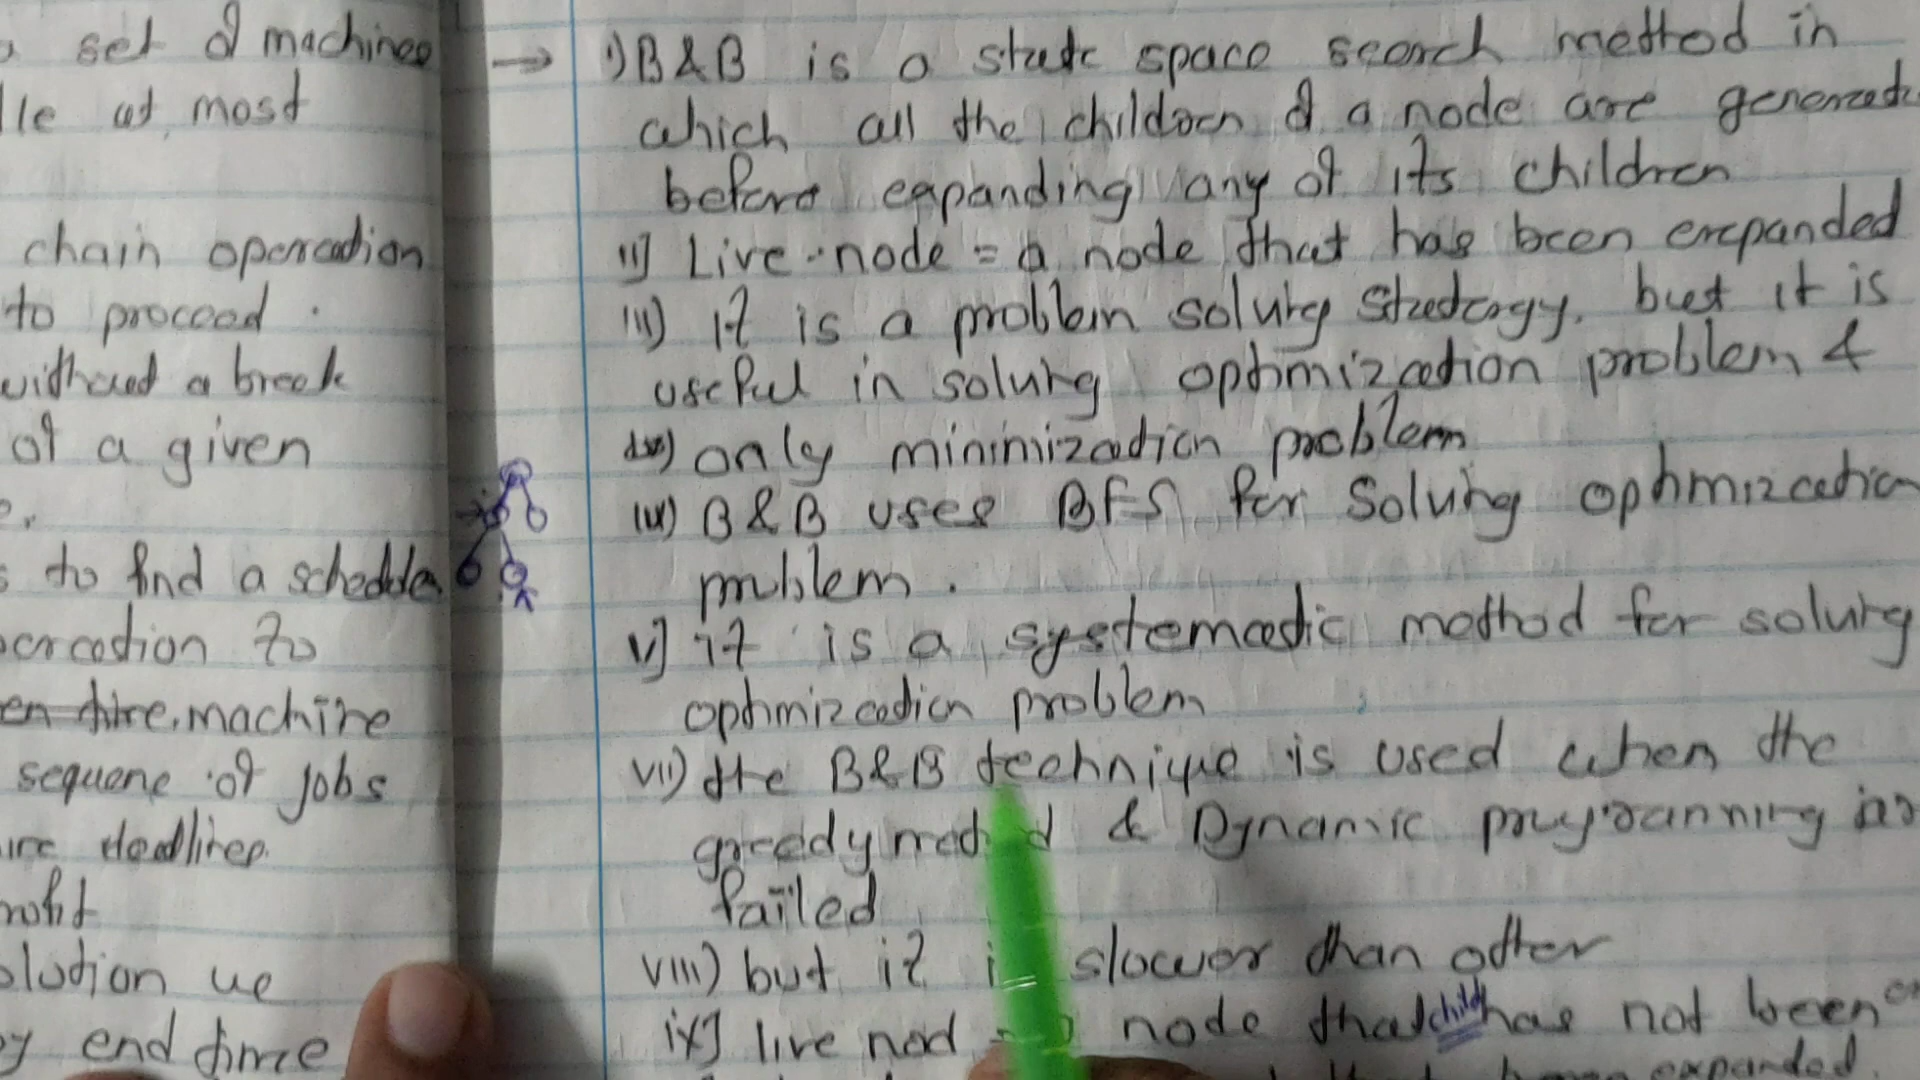 set of machines
le at most
chain operation
to proceed.
without a break
of a given
to find a schedule
to
machine
sequene of jobs
deadlines
we
end time
→ i) B&B is a state space search method in
which all the children of a node are generate
before expanding any of its children
ii] Live node = a node that has been expanded
iii) it is a problem solving strategy. but it is
useful in solving optimization problem &
only minimization problem
iv) B&B uses BFS for solving optimization
problem.
v] it is a systematic method for solving
optimization problem
vii) the B&B technique is used when the
greedy method & Dynamic programming is
failed
viii) but it is slower than other
ix] live nod node that child has not been
expanded